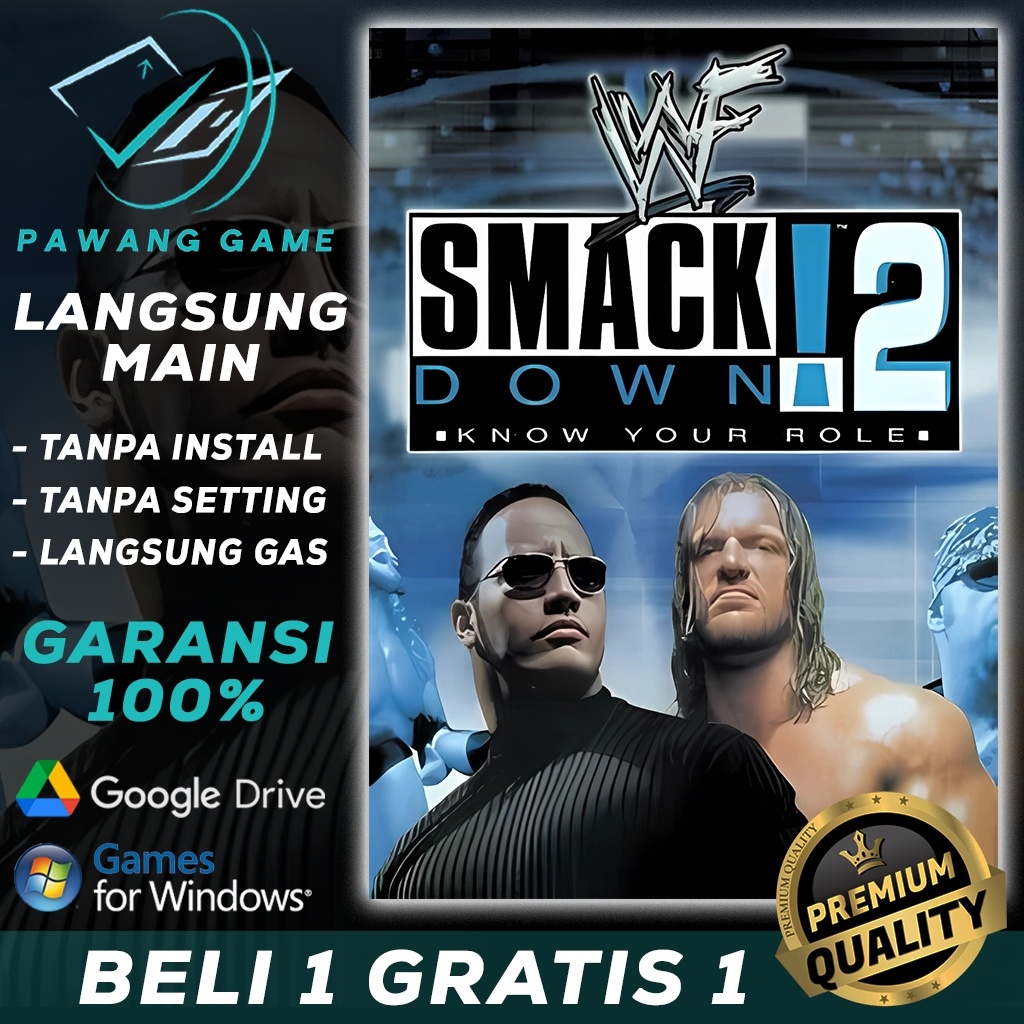 PAWANG GAME
LANGSUNG
MAIN
- TANPA INSTALL
- TANPA SETTING
- LANGSUNG GAS
GARANSI
100%
Google Drive
Games
for Windows®
BELI 1 GRATIS 1
WF
SMACK
DOWN! 2
™
KNOW YOUR ROLE
PREMIUM QUALITY
PREMIUM
QUALITY